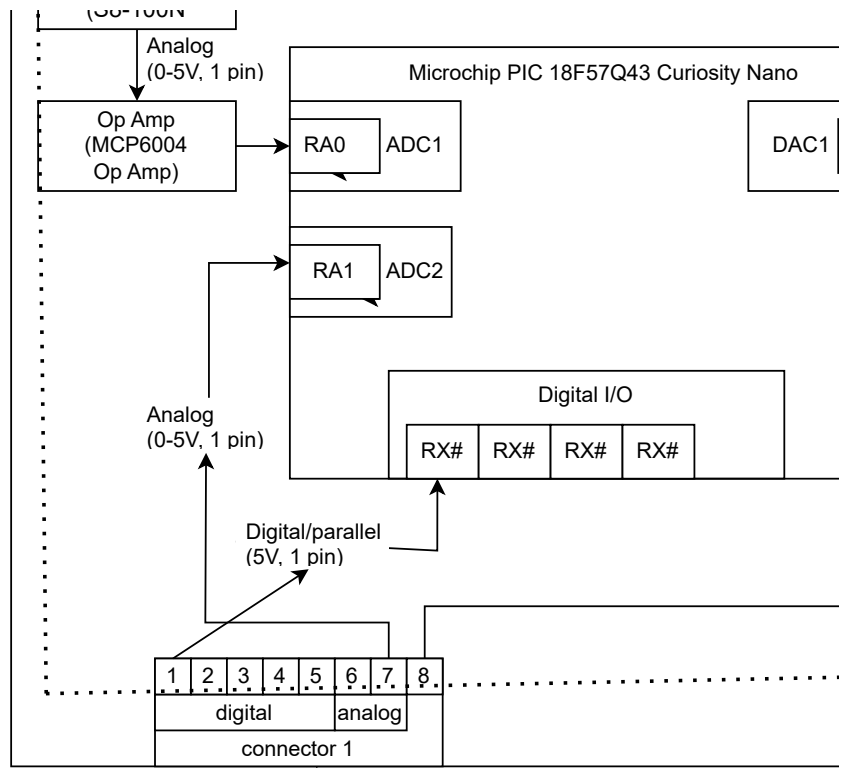 Analog
(0-5V, 1 pin)
Microchip PIC 18F57Q43 Curiosity Nano
Op Amp
(MCP6004
Op Amp)
RA0
ADC1
DAC1
RA1
ADC2
Digital I/O
Analog
(0-5V, 1 pin)
RX#
RX#
RX#
RX#
Digital/parallel
(5V, 1 pin)
1
2
3
4
5
6
7
8
digital
analog
connector 1